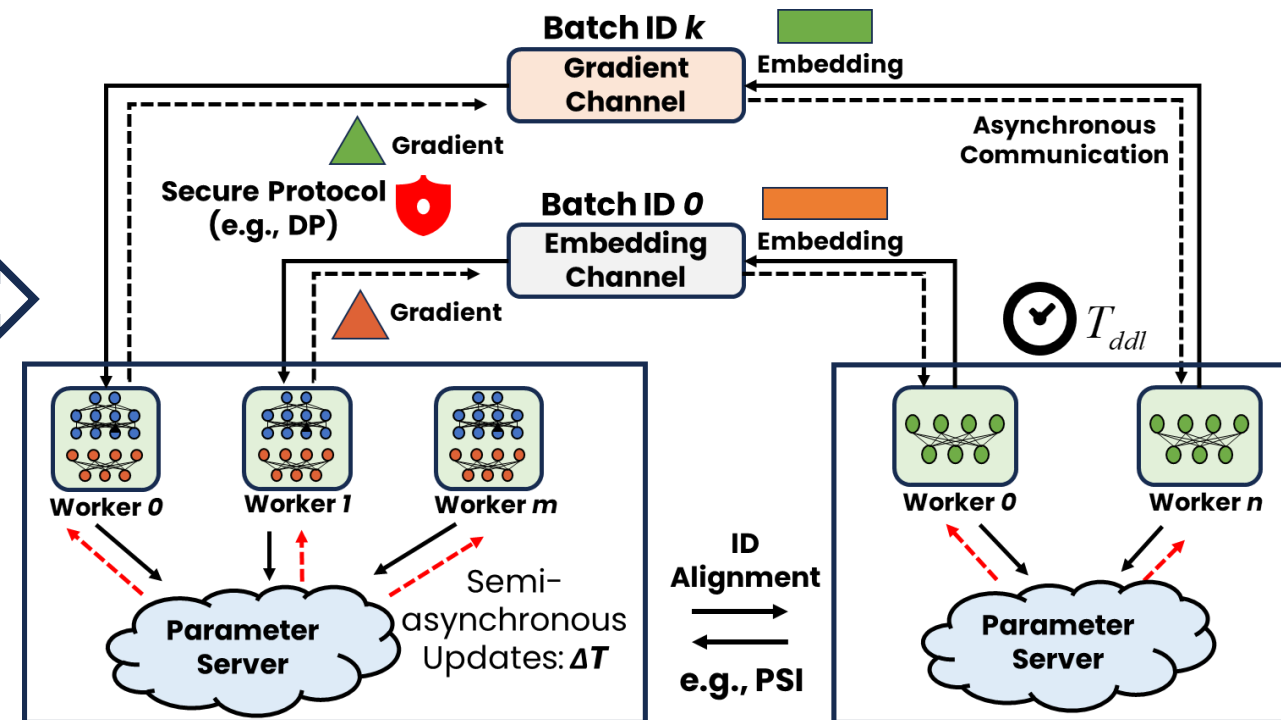 Batch ID k
Gradient
Channel
Embedding
Asynchronous
Communication
Gradient
Secure Protocol
(e.g., DP)
Batch ID 0
Embedding
Channel
Embedding
Gradient
T_ddl
Worker 0
Worker 1
Worker m
Worker 0
Worker n
Parameter
Server
Semi-
asynchronous
Updates: ΔT
ID
Alignment
e.g., PSI
Parameter
Server